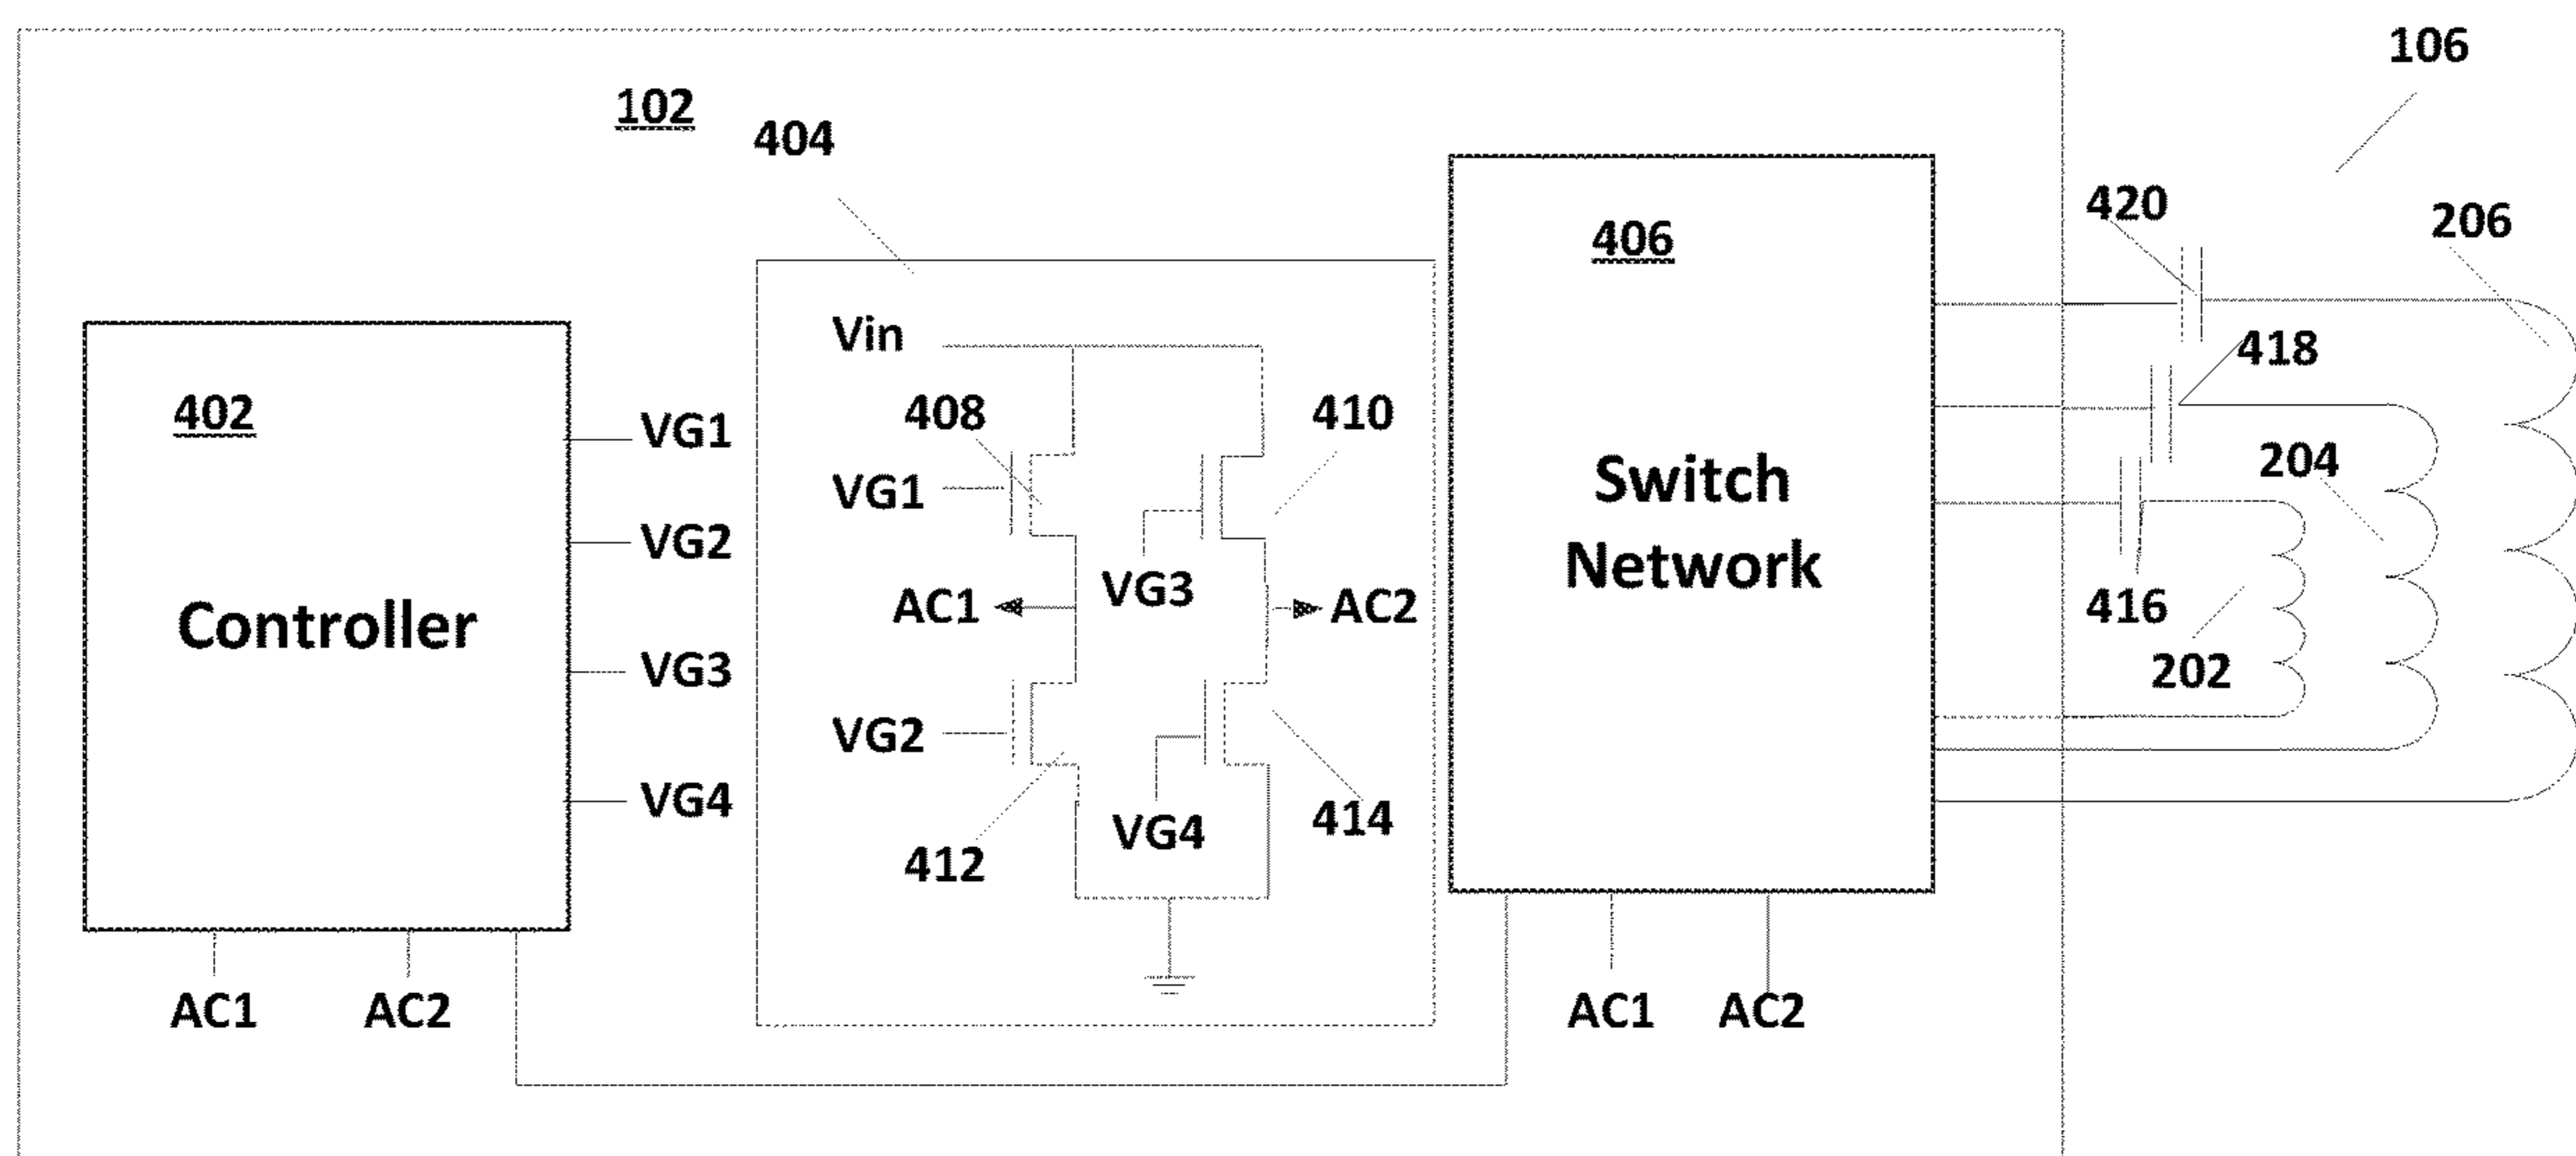 106
102
404
420
206
406
Vin
418
402
408
410
VG1
204
VG1
Switch
Network
VG2
AC1
VG3
AC2
416
Controller
VG3
202
VG2
VG4
VG4
414
412
AC1
AC2
AC1
AC2